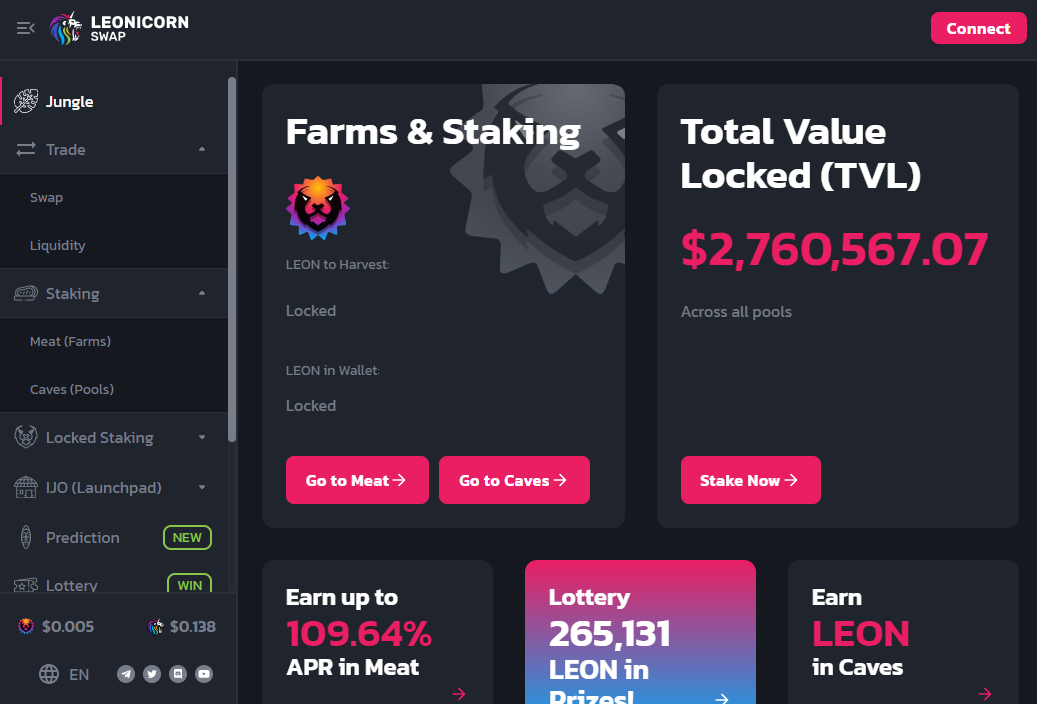 LEONICORN
SWAP
Connect
Jungle
Trade
Swap
Liquidity
Staking
Meat (Farms)
Caves (Pools)
Locked Staking
IJO (Launchpad)
Prediction
NEW
Lottery
WIN
$0.005
$0.138
EN
Farms & Staking
LEON to Harvest:
Locked
LEON in Wallet:
Locked
Go to Meat
Go to Caves
Total Value
Locked (TVL)
$2,760,567.07
Across all pools
Stake Now
Earn up to
109.64%
APR in Meat
Lottery
265,131
LEON in
Prizes!
Earn
LEON
in Caves